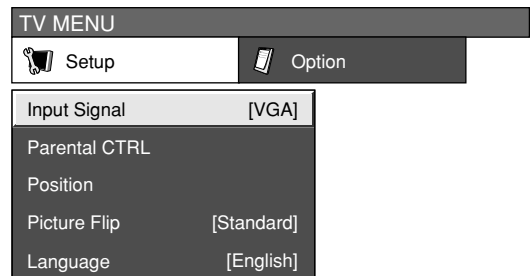 TV MENU
Setup Option
Input Signal [VGA]
Parental CTRL
Position
Picture Flip [Standard]
Language [English]